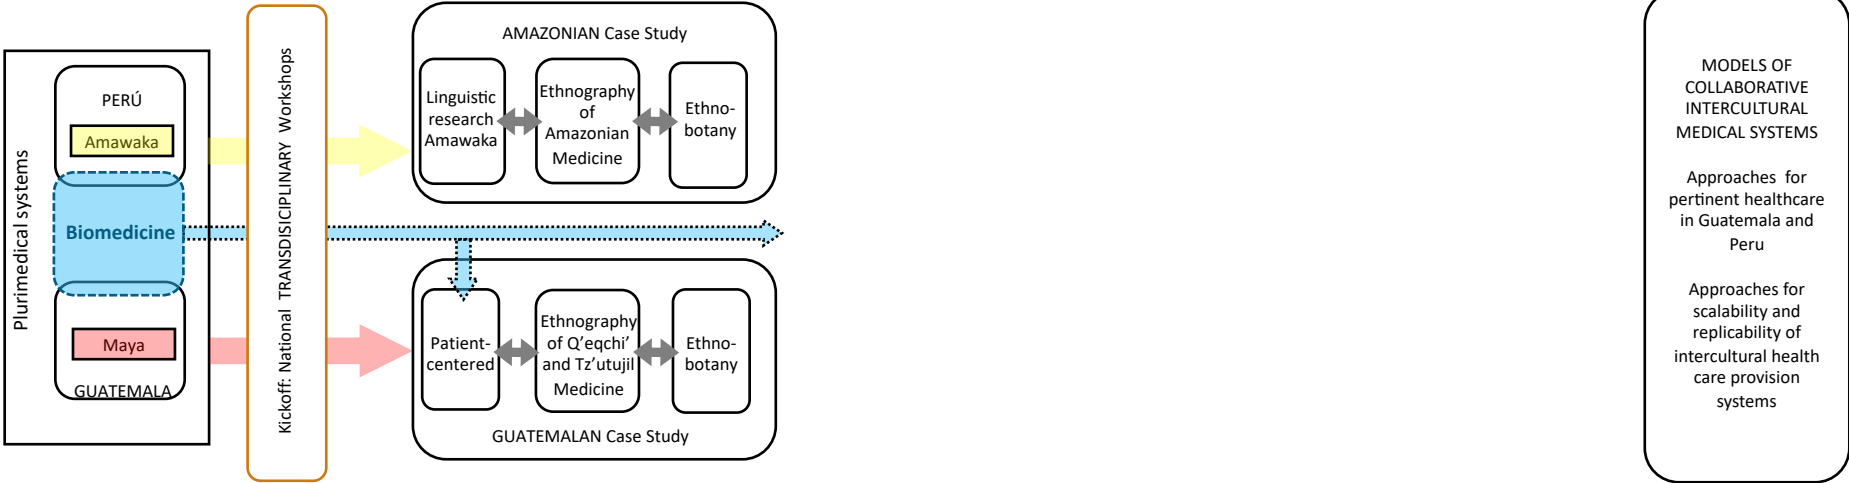 Plurimedical systems
PERÚ
Amawaka
Biomedicine
Maya
GUATEMALA
Kickoff: National TRANSDISICIPLINARY Workshops
AMAZONIAN Case Study
Linguistic
research
Amawaka
Ethnography
of
Amazonian
Medicine
Ethno-
botany
Patient-
centered
Ethnography
of Q’eqchi’
and Tz’utujil
Medicine
Ethno-
botany
GUATEMALAN Case Study
MODELS OF
COLLABORATIVE
INTERCULTURAL
MEDICAL SYSTEMS
Approaches for
pertinent healthcare
in Guatemala and
Peru
Approaches for
scalability and
replicability of
intercultural health
care provision
systems